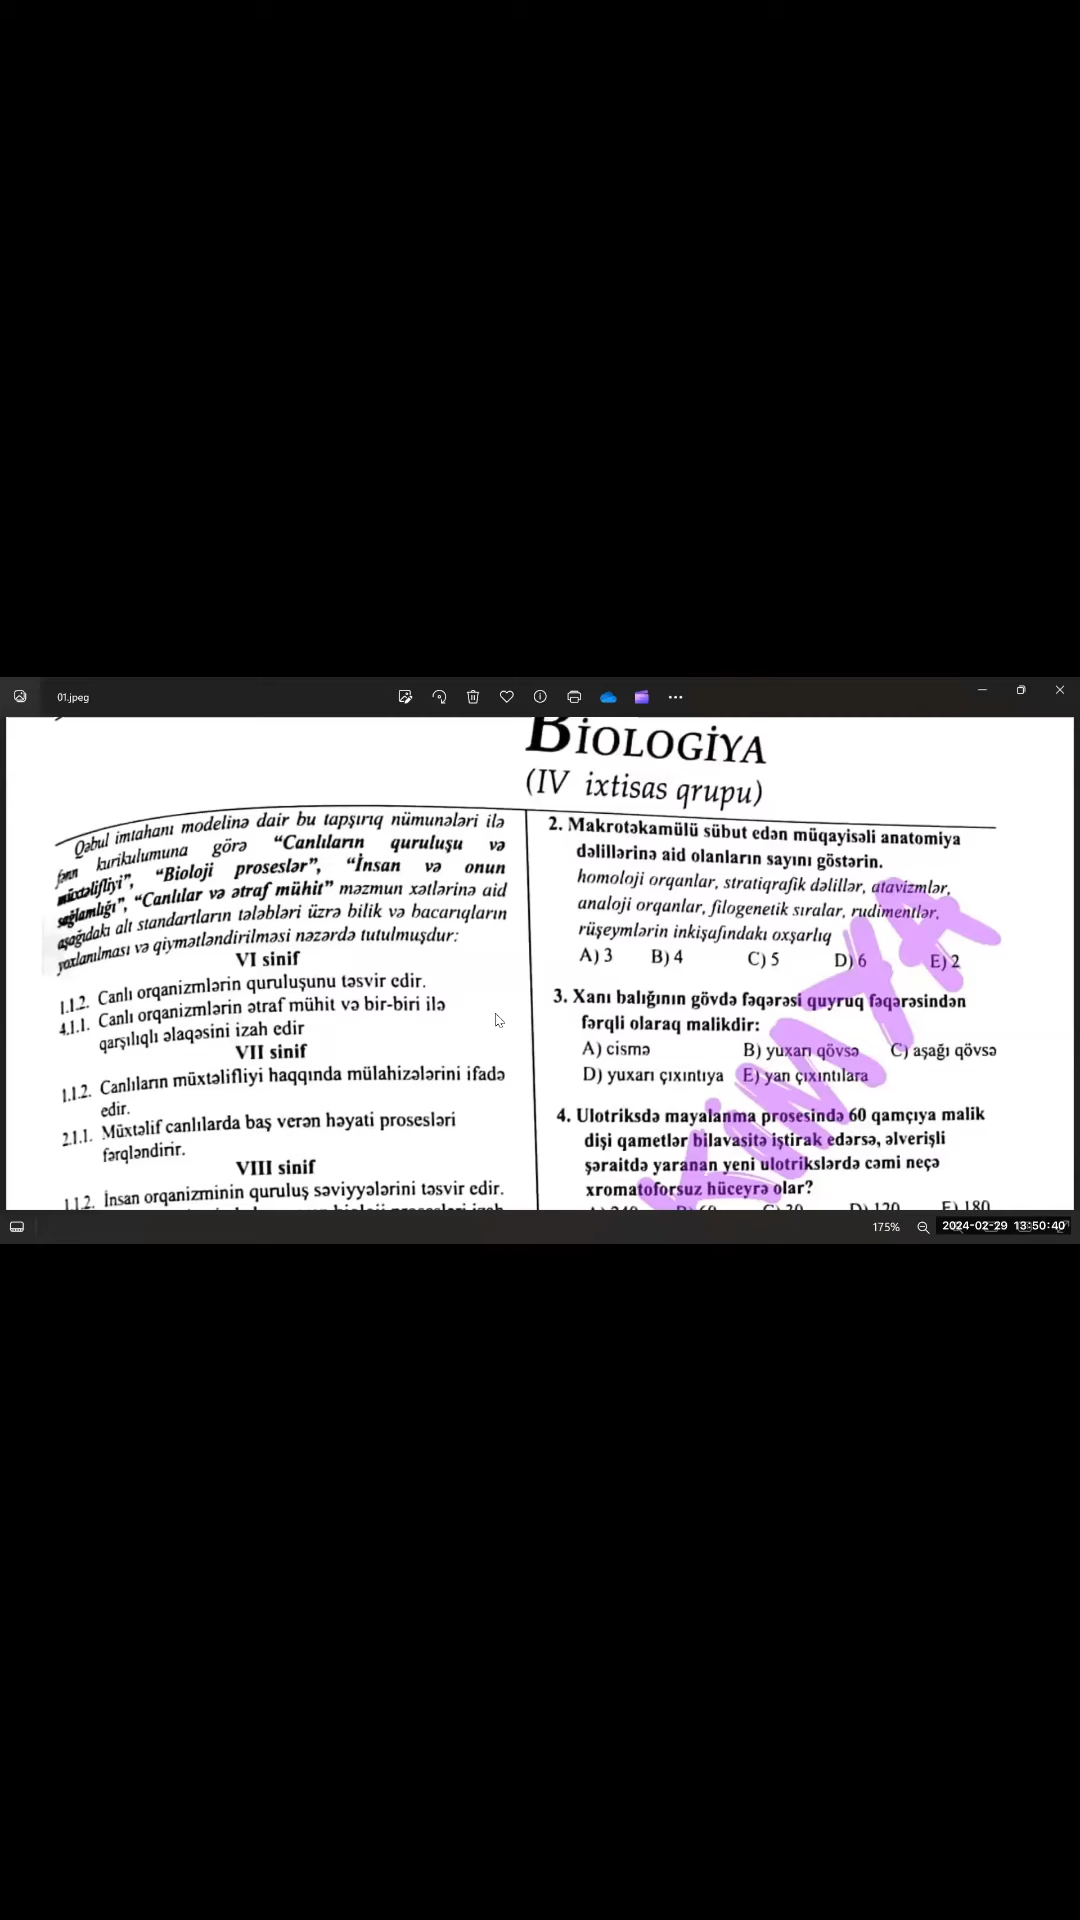 01.jpeg
BİOLOGİYA
(IV ixtisas qrupu)
Qəbul imtahanı modelinə dair bu tapşırıq nümunələri ilə
fənn kurikulumuna görə “Canlıların quruluşu və
müxtəlifliyi”, “Bioloji proseslər”, “İnsan və onun
sağlamlığı”, “Canlılar və ətraf mühit” məzmun xətlərinə aid
aşağıdakı alt standartların tələbləri üzrə bilik və bacarıqların
yoxlanılması və qiymətləndirilməsi nəzərdə tutulmuşdur:
VI sinif
1.1.2. Canlı orqanizmlərin quruluşunu təsvir edir.
4.1.1. Canlı orqanizmlərin ətraf mühit və bir-biri ilə
qarşılıqlı əlaqəsini izah edir
VII sinif
1.1.2. Canlıların müxtəlifliyi haqqında mülahizələrini ifadə
edir.
2.1.1. Müxtəlif canlılarda baş verən həyati prosesləri
fərqləndirir.
VIII sinif
1.1.2. İnsan orqanizminin quruluş səviyyələrini təsvir edir.
2. Makrotəkamülü sübut edən müqayisəli anatomiya
dəlillərinə aid olanların sayını göstərin.
homoloji orqanlar, stratiqrafik dəlillər, atavizmlər,
analoji orqanlar, filogenetik sıralar, rudimentlər,
rüşeymlərin inkişafındakı oxşarlıq
A) 3 B) 4 C) 5 D) 6 E) 2
3. Xanı balığının gövdə fəqərəsi quyruq fəqərəsindən
fərqli olaraq malikdir:
A) cismə B) yuxarı qövsə C) aşağı qövsə
D) yuxarı çıxıntıya E) yan çıxıntılara
4. Ulotriksdə mayalanma prosesində 60 qamçıya malik
dişi qametlər bilavasitə iştirak edərsə, əlverişli
şəraitdə yaranan yeni ulotrikslərdə cəmi neçə
xromatoforsuz hüceyrə olar?
A) 240 B) 60 C) 30 D) 120 E) 180
KİMYA
175%
2024-02-29 13:50:40